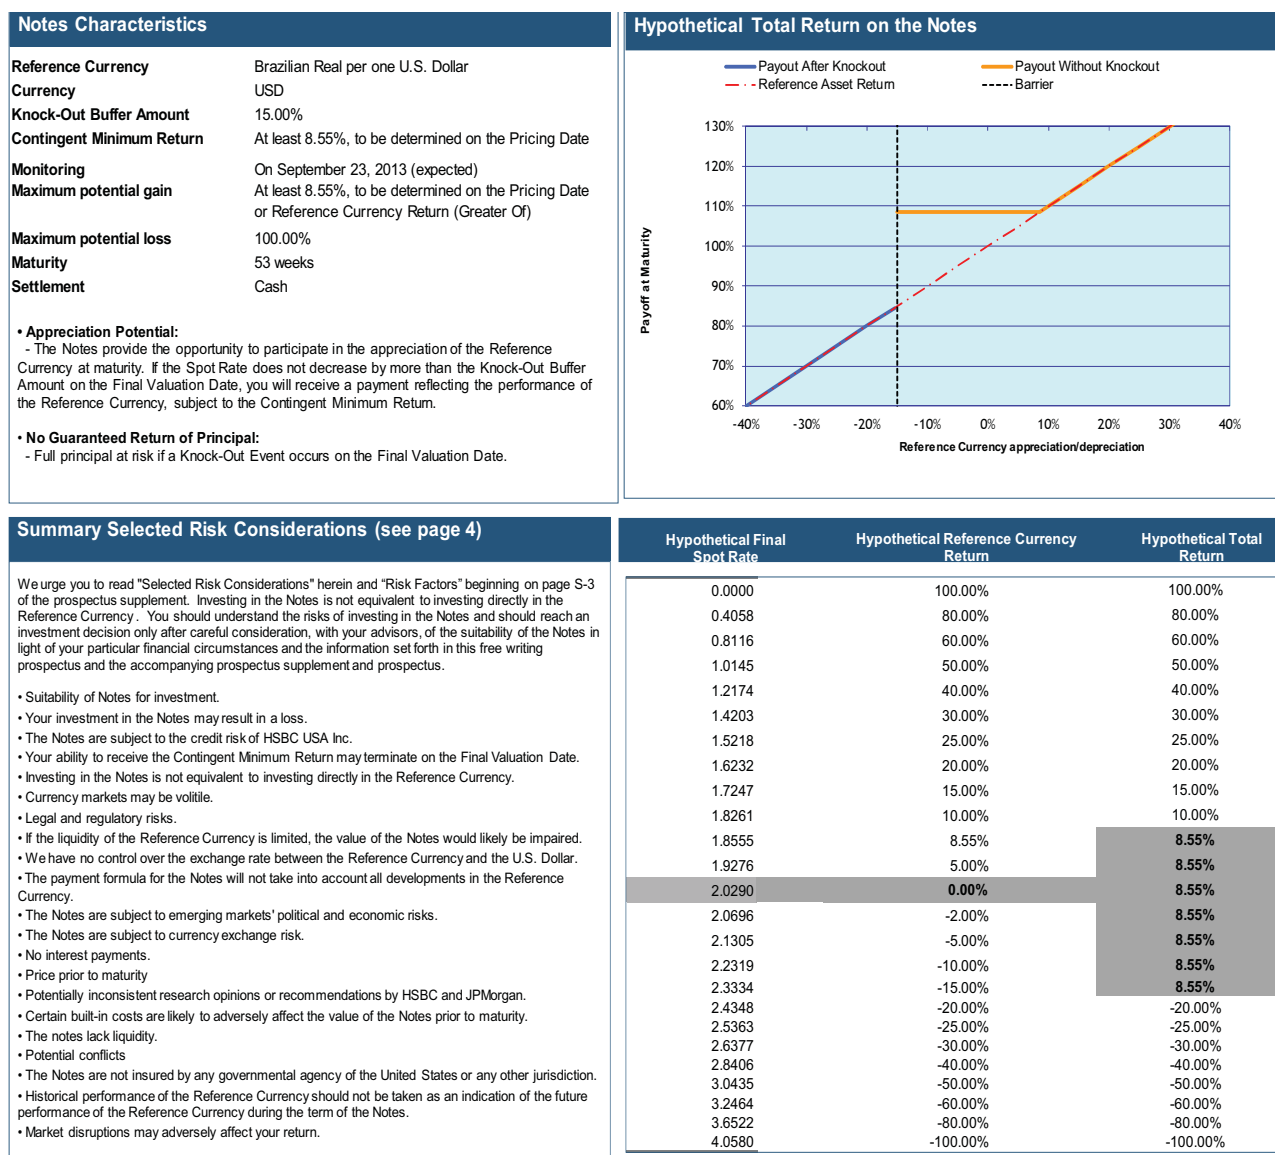 Notes Characteristics
Reference Currency Brazilian Real per one U.S. Dollar
Currency USD
Knock-Out Buffer Amount 15.00%
Contingent Minimum Return At least 8.55%, to be determined on the Pricing Date
Monitoring On September 23, 2013 (expected)
Maximum potential gain At least 8.55%, to be determined on the Pricing Date
or Reference Currency Return (Greater Of)
Maximum potential loss 100.00%
Maturity 53 weeks
Settlement Cash
• Appreciation Potential:
- The Notes provide the opportunity to participate in the appreciation of the Reference
Currency at maturity. If the Spot Rate does not decrease by more than the Knock-Out Buffer
Amount on the Final Valuation Date, you will receive a payment reflecting the performance of
the Reference Currency, subject to the Contingent Minimum Return.
• No Guaranteed Return of Principal:
- Full principal at risk if a Knock-Out Event occurs on the Final Valuation Date.
Hypothetical Total Return on the Notes
Payout After Knockout Payout Without Knockout
Reference Asset Return Barrier
Payoff at Maturity
130%
120%
110%
100%
90%
80%
70%
60%
-40% -30% -20% -10% 0% 10% 20% 30% 40%
Reference Currency appreciation/depreciation
Summary Selected Risk Considerations (see page 4)
We urge you to read "Selected Risk Considerations" herein and “Risk Factors” beginning on page S-3
of the prospectus supplement. Investing in the Notes is not equivalent to investing directly in the
Reference Currency. You should understand the risks of investing in the Notes and should reach an
investment decision only after careful consideration, with your advisors, of the suitability of the Notes in
light of your particular financial circumstances and the information set forth in this free writing
prospectus and the accompanying prospectus supplement and prospectus.
• Suitability of Notes for investment.
• Your investment in the Notes may result in a loss.
• The Notes are subject to the credit risk of HSBC USA Inc.
• Your ability to receive the Contingent Minimum Return may terminate on the Final Valuation Date.
• Investing in the Notes is not equivalent to investing directly in the Reference Currency.
• Currency markets may be volitile.
• Legal and regulatory risks.
• If the liquidity of the Reference Currency is limited, the value of the Notes would likely be impaired.
• We have no control over the exchange rate between the Reference Currency and the U.S. Dollar.
• The payment formula for the Notes will not take into account all developments in the Reference
Currency.
• The Notes are subject to emerging markets' political and economic risks.
• The Notes are subject to currency exchange risk.
• No interest payments.
• Price prior to maturity
• Potentially inconsistent research opinions or recommendations by HSBC and JPMorgan.
• Certain built-in costs are likely to adversely affect the value of the Notes prior to maturity.
• The notes lack liquidity.
• Potential conflicts
• The Notes are not insured by any governmental agency of the United States or any other jurisdiction.
• Historical performance of the Reference Currency should not be taken as an indication of the future
performance of the Reference Currency during the term of the Notes.
• Market disruptions may adversely affect your return.
Hypothetical Final Hypothetical Reference Currency Hypothetical Total
Spot Rate Return Return
0.0000 100.00% 100.00%
0.4058 80.00% 80.00%
0.8116 60.00% 60.00%
1.0145 50.00% 50.00%
1.2174 40.00% 40.00%
1.4203 30.00% 30.00%
1.5218 25.00% 25.00%
1.6232 20.00% 20.00%
1.7247 15.00% 15.00%
1.8261 10.00% 10.00%
1.8555 8.55% 8.55%
1.9276 5.00% 8.55%
2.0290 0.00% 8.55%
2.0696 -2.00% 8.55%
2.1305 -5.00% 8.55%
2.2319 -10.00% 8.55%
2.3334 -15.00% 8.55%
2.4348 -20.00% -20.00%
2.5363 -25.00% -25.00%
2.6377 -30.00% -30.00%
2.8406 -40.00% -40.00%
3.0435 -50.00% -50.00%
3.2464 -60.00% -60.00%
3.6522 -80.00% -80.00%
4.0580 -100.00% -100.00%